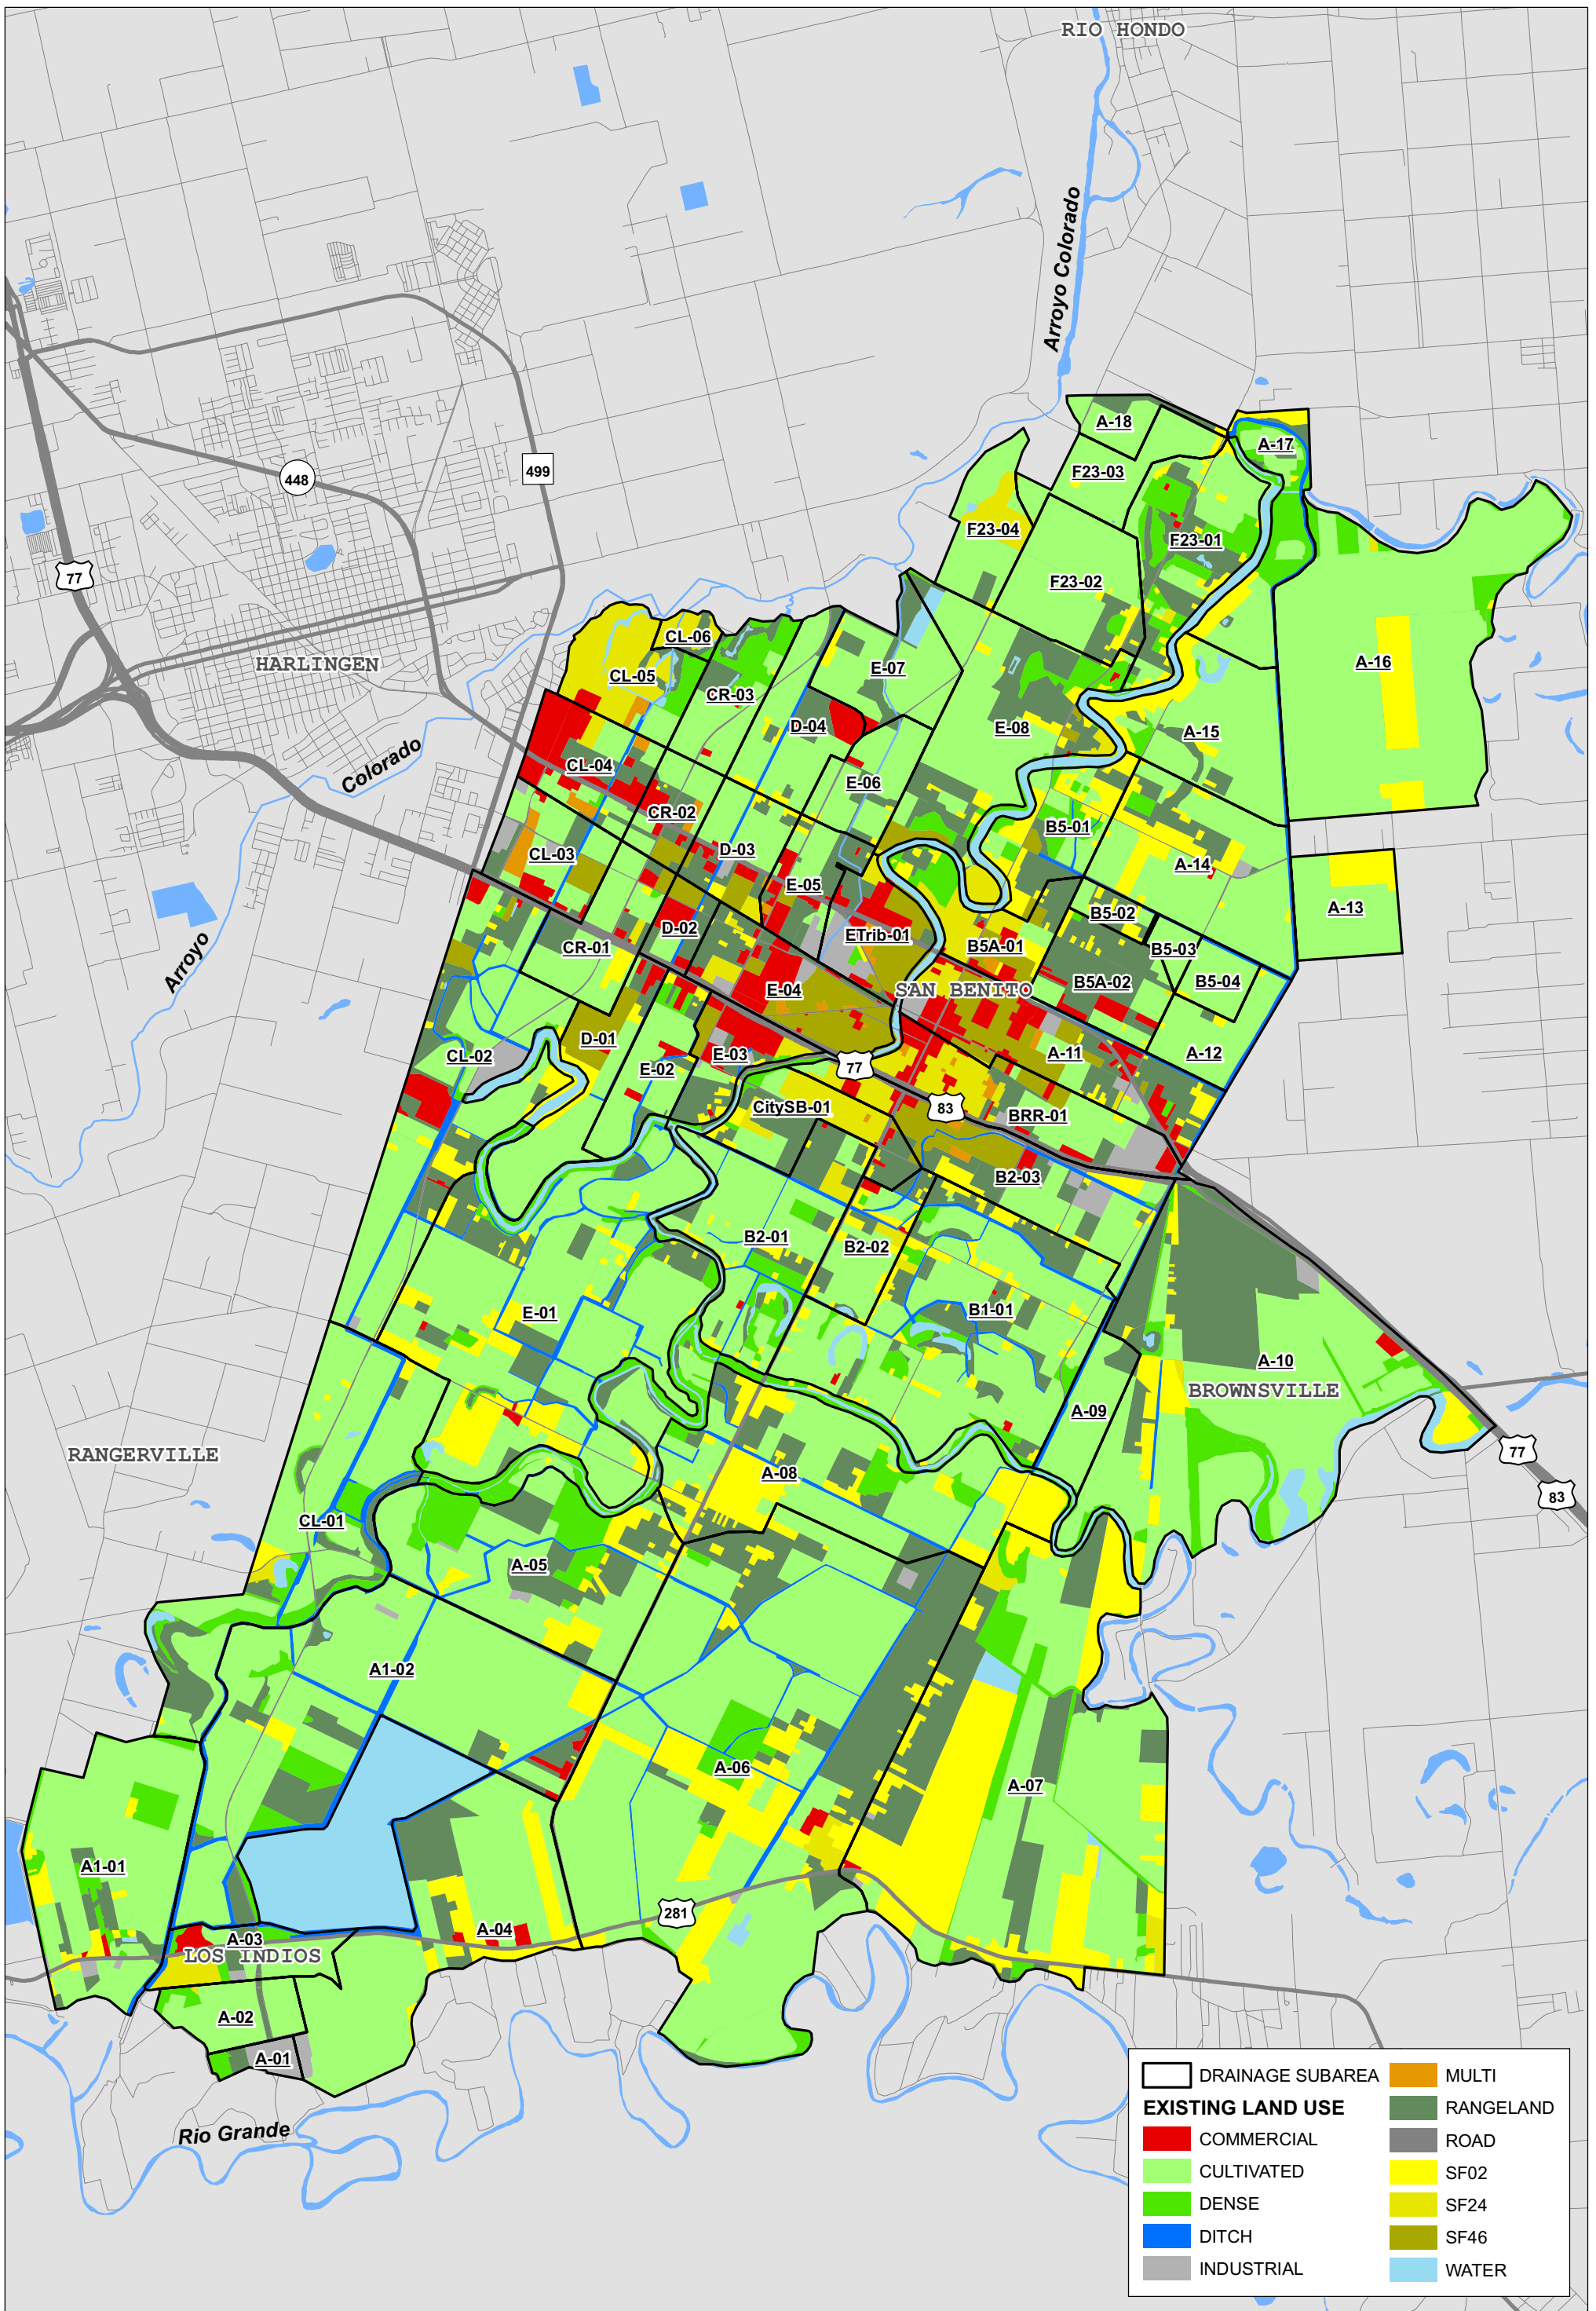 RIO HONDO
Arroyo Colorado
A-18
A-17
499
448
F23-03
F23-04
F23-01
77
F23-02
CL-06
HARLINGEN
CL-05
E-07
A-16
CR-03
D-04
E-08
A-15
Colorado
CL-04
E-06
CR-02
B5-01
D-03
CL-03
A-14
E-05
A-13
B5-02
D-02
ETrib-01
B5A-01
CR-01
B5-03
Arroyo
B5A-02
B5-04
E-04
SAN BENITO
D-01
E-03
A-11
A-12
CL-02
E-02
77
CitySB-01
83
BRR-01
B2-03
B2-01
B2-02
E-01
B1-01
A-10
BROWNSVILLE
A-09
RANGERVILLE
77
A-08
83
CL-01
A-05
A1-02
A-06
A-07
A1-01
281
A-04
A-03
LOS INDIOS
A-02
A-01
Rio Grande
DRAINAGE SUBAREA
EXISTING LAND USE
COMMERCIAL
CULTIVATED
DENSE
DITCH
INDUSTRIAL
MULTI
RANGELAND
ROAD
SF02
SF24
SF46
WATER